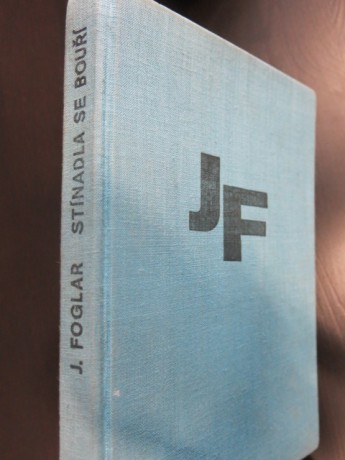 J. FOGLAR STÍNADLA SE BOUŘÍ
JF